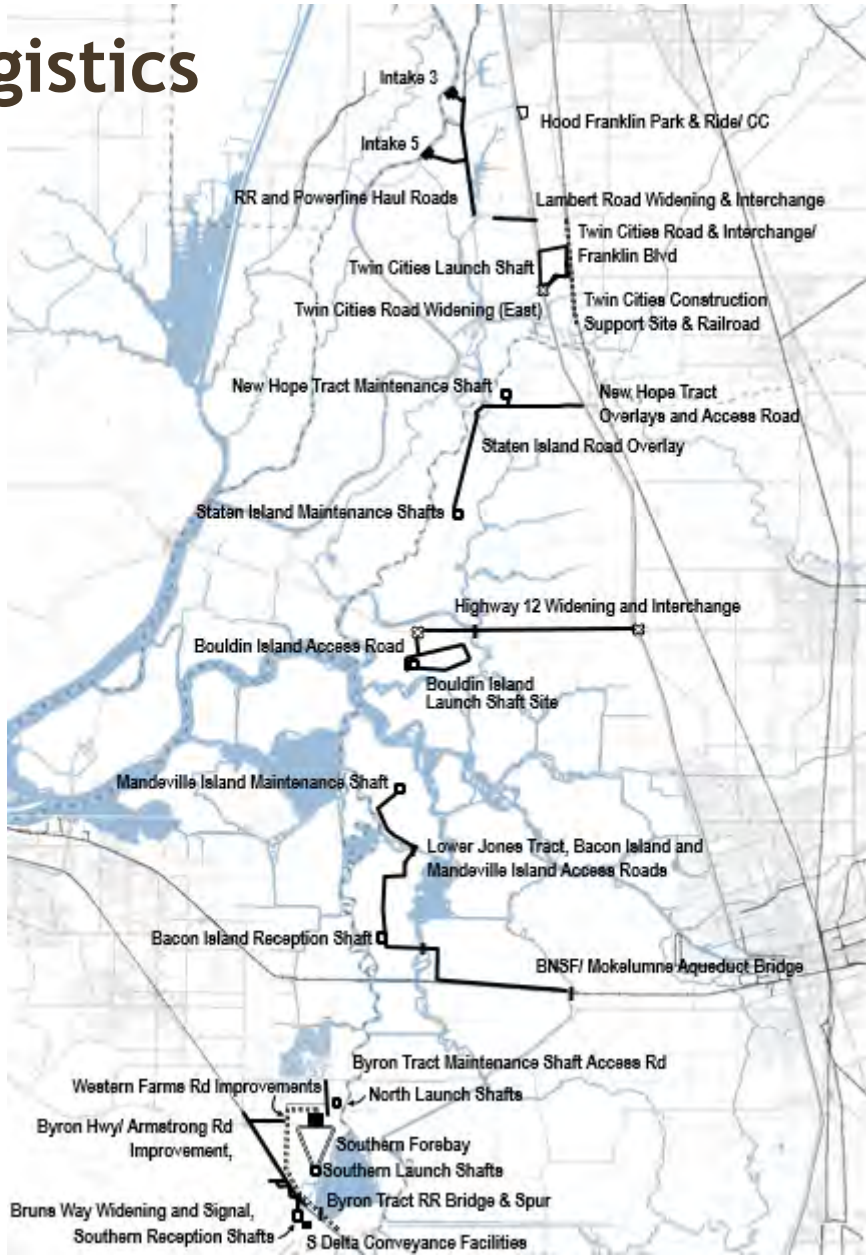 gistics
Intake 3
Hood Franklin Park & Ride/ CC
Intake 5
RR and Powerline Haul Roads
Lambert Road Widening & Interchange
Twin Cities Road & Interchange/
Franklin Blvd
Twin Cities Launch Shaft
Twin Cities Road Widening (East)
Twin Cities Construction
Support Site & Railroad
New Hope Tract Maintenance Shaft
New Hope Tract
Overlays and Access Road
Staten Island Road Overlay
Staten Island Maintenance Shafts
Highway 12 Widening and Interchange
Bouldin Island Access Road
Bouldin Island
Launch Shaft Site
Mandeville Island Maintenance Shaft
Lower Jones Tract, Bacon Island and
Mandeville Island Access Roads
Bacon Island Reception Shaft
BNSF/ Mokelumne Aqueduct Bridge
Byron Tract Maintenance Shaft Access Rd
Western Farms Rd Improvements
North Launch Shafts
Byron Hwy/ Armstrong Rd
Improvement,
Southern Forebay
Southern Launch Shafts
Byron Tract RR Bridge & Spur
Bruns Way Widening and Signal,
Southern Reception Shafts
S Delta Conveyance Facilities